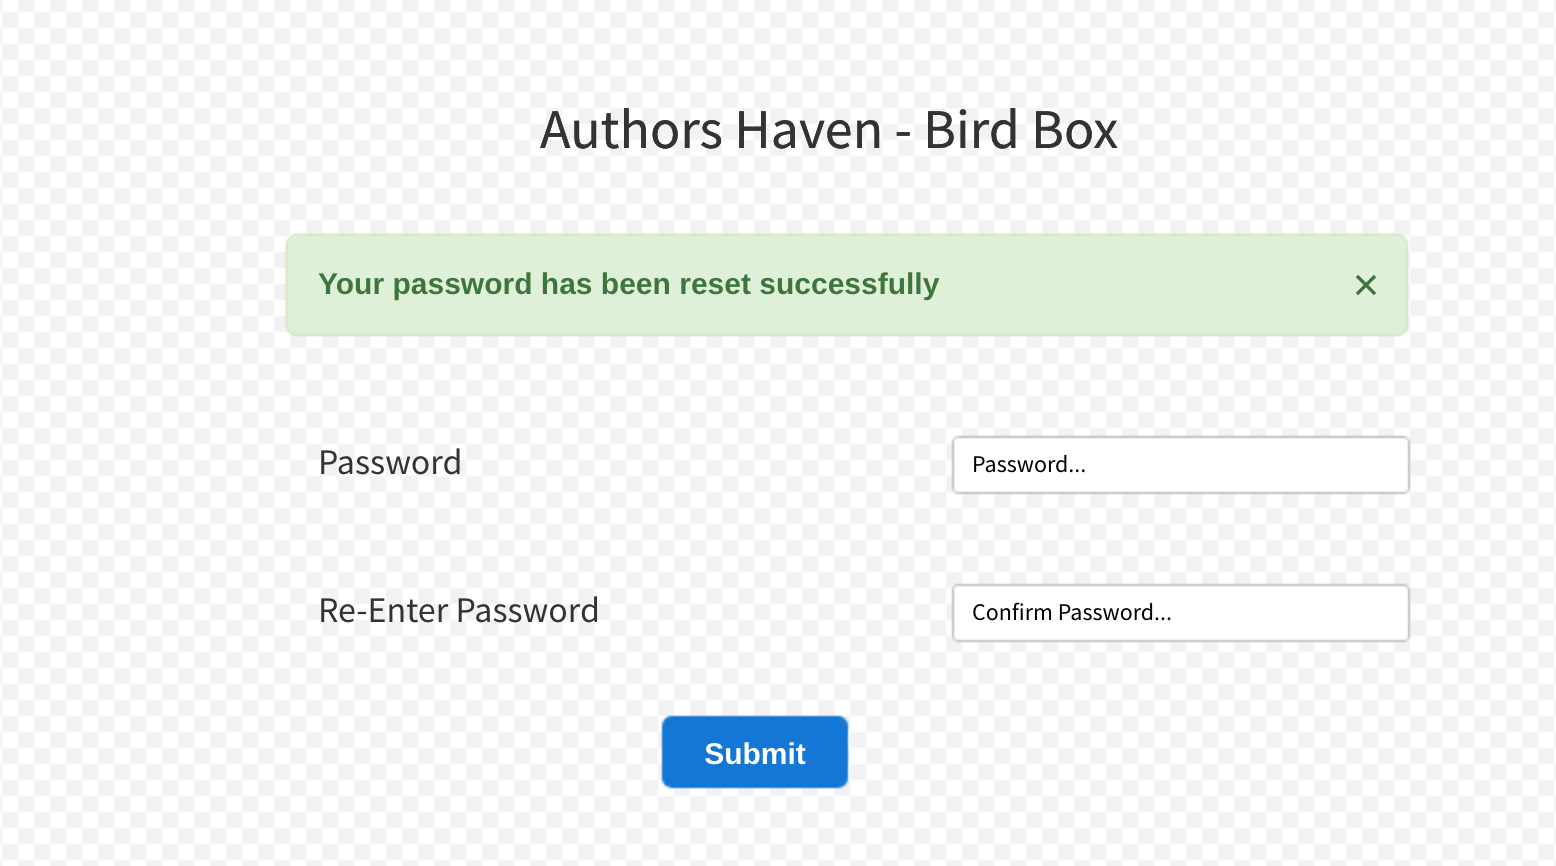 Authors Haven - Bird Box
Your password has been reset successfully ×
Password
Password...
Re-Enter Password
Confirm Password...
Submit